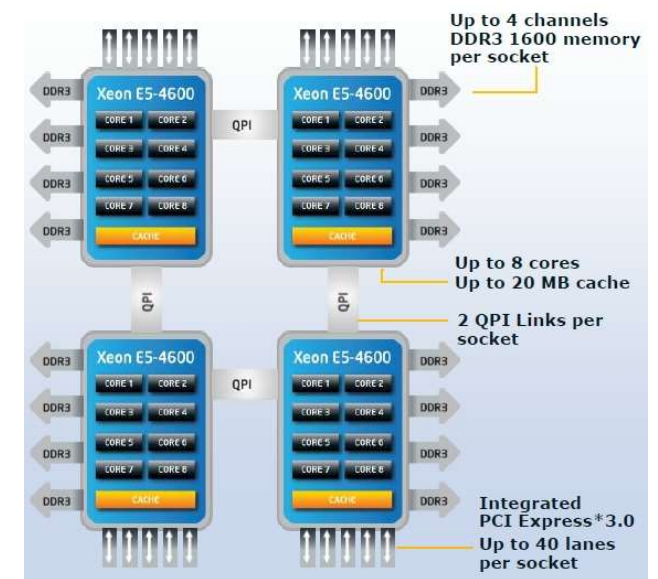 Up to 4 channels
DDR3 1600 memory
per socket
Xeon E5-4600
Xeon E5-4600
DDR3
DDR3
CORE 1 CORE 2
CORE 1 CORE 2
QPI
DDR3
DDR3
CORE 3 CORE 4
CORE 3 CORE 4
DDR3
DDR3
CORE 5 CORE 6
CORE 5 CORE 6
CORE 7 CORE 8
CORE 7 CORE 8
DDR3
DDR3
CACHE
CACHE
Up to 8 cores
Up to 20 MB cache
QPI
QPI
2 QPI Links per
socket
Xeon E5-4600
Xeon E5-4600
DDR3
DDR3
CORE 1 CORE 2
CORE 1 CORE 2
QPI
DDR3
DDR3
CORE 3 CORE 4
CORE 3 CORE 4
DDR3
DDR3
CORE 5 CORE 6
CORE 5 CORE 6
CORE 7 CORE 8
CORE 7 CORE 8
DDR3
DDR3
CACHE
CACHE
Integrated
PCI Express*3.0
Up to 40 lanes
per socket